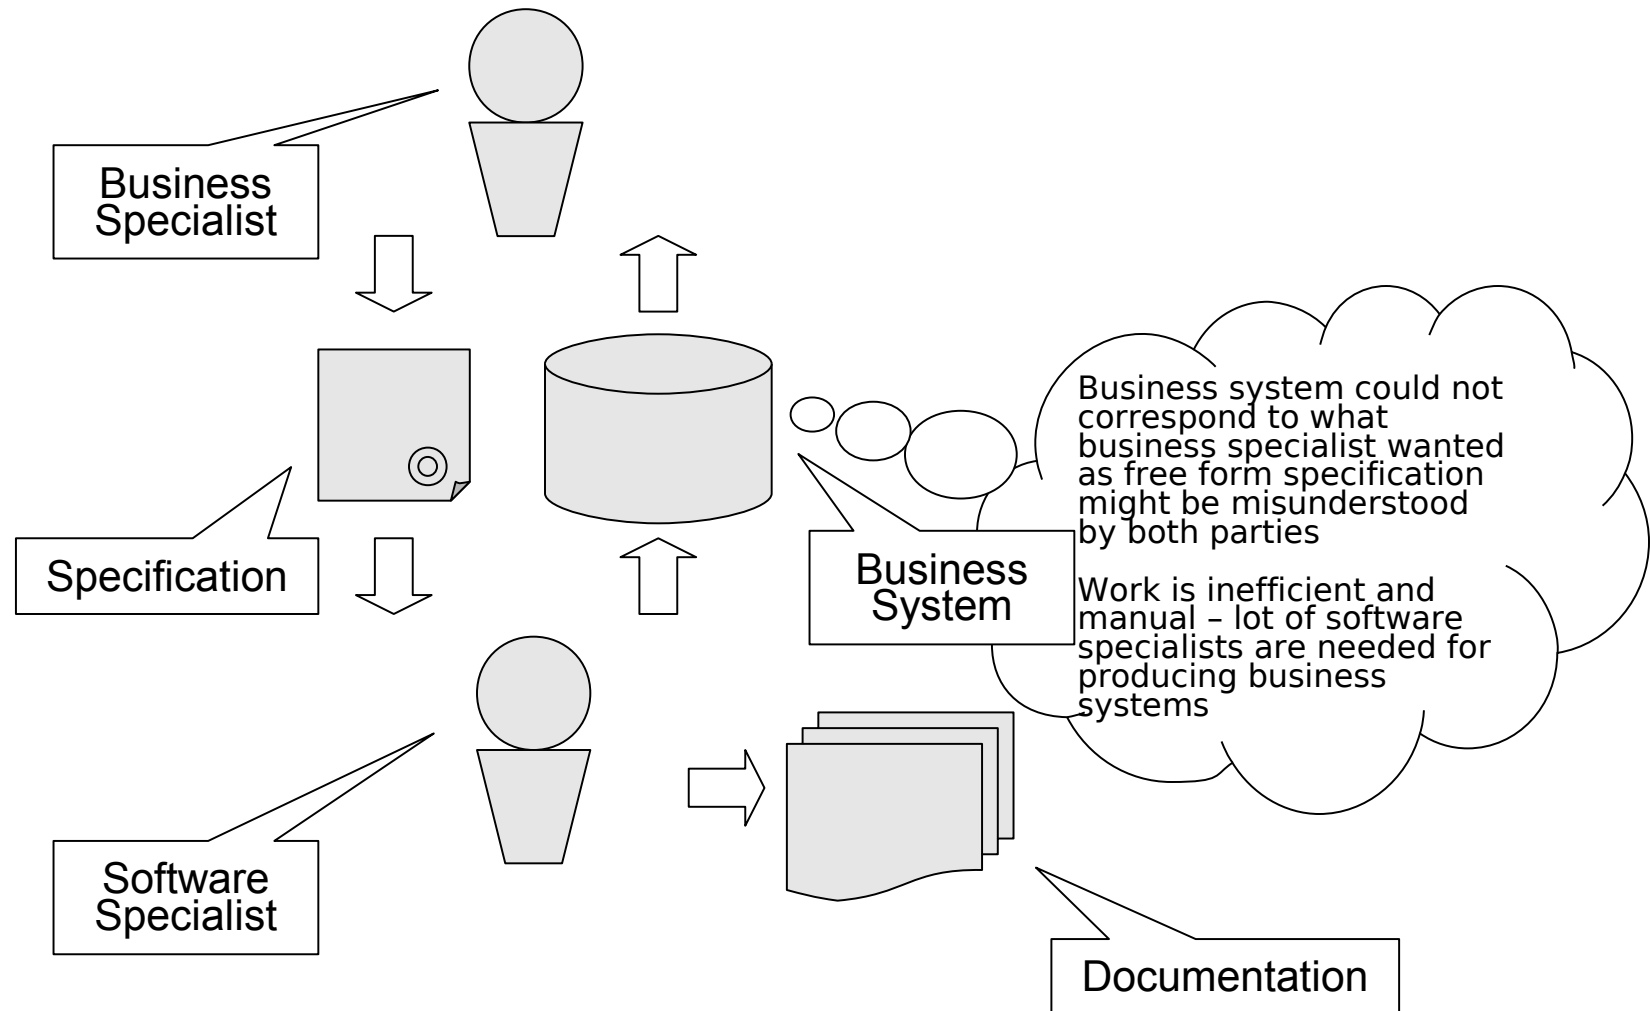 Business
Specialist
Specification
Business
System
Business system could not
correspond to what
business specialist wanted
as free form specification
might be misunderstood
by both parties
Work is inefficient and
manual – lot of software
specialists are needed for
producing business
systems
Software
Specialist
Documentation